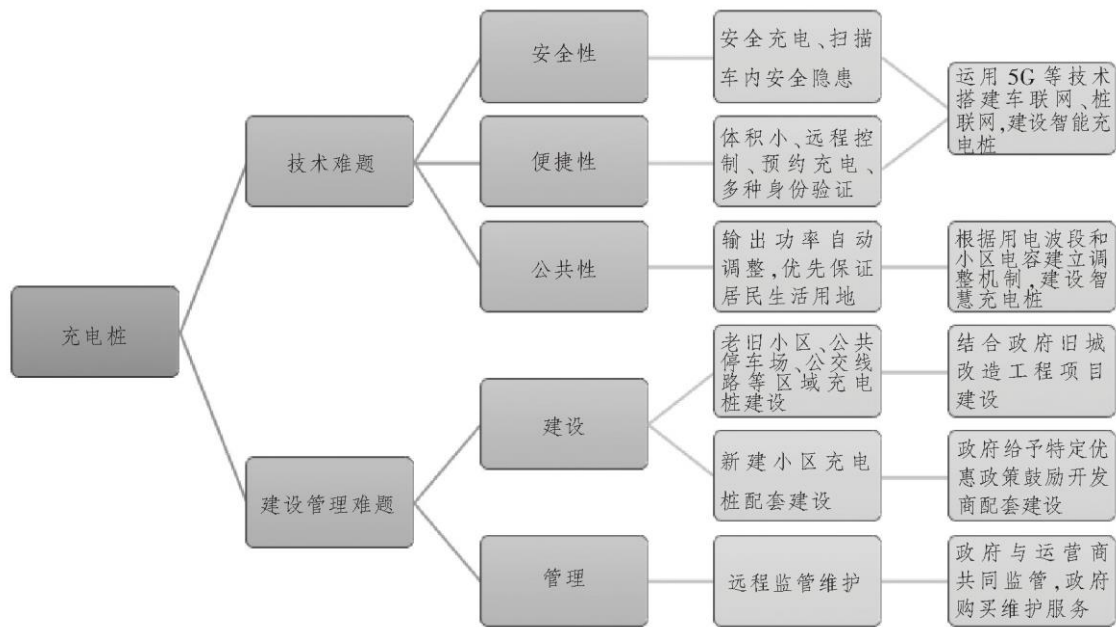 充电桩
技术难题
安全性
安全充电、扫描
车内安全隐患
运用5G等技术
搭建车联网、桩
联网,建设智能充
电桩
便捷性
体积小、远程控
制、预约充电、
多种身份验证
公共性
输出功率自动
调整,优先保证
居民生活用地
根据用电波段和
小区电容建立调
整机制,建设智
慧充电桩
建设管理难题
建设
老旧小区、公共
停车场、公交线
路等区域充电
桩建设
结合政府旧城
改造工程项目
建设
新建小区充电
桩配套建设
政府给予特定优
惠政策鼓励开发
商配套建设
管理
远程监管维护
政府与运营商
共同监管,政府
购买维护服务